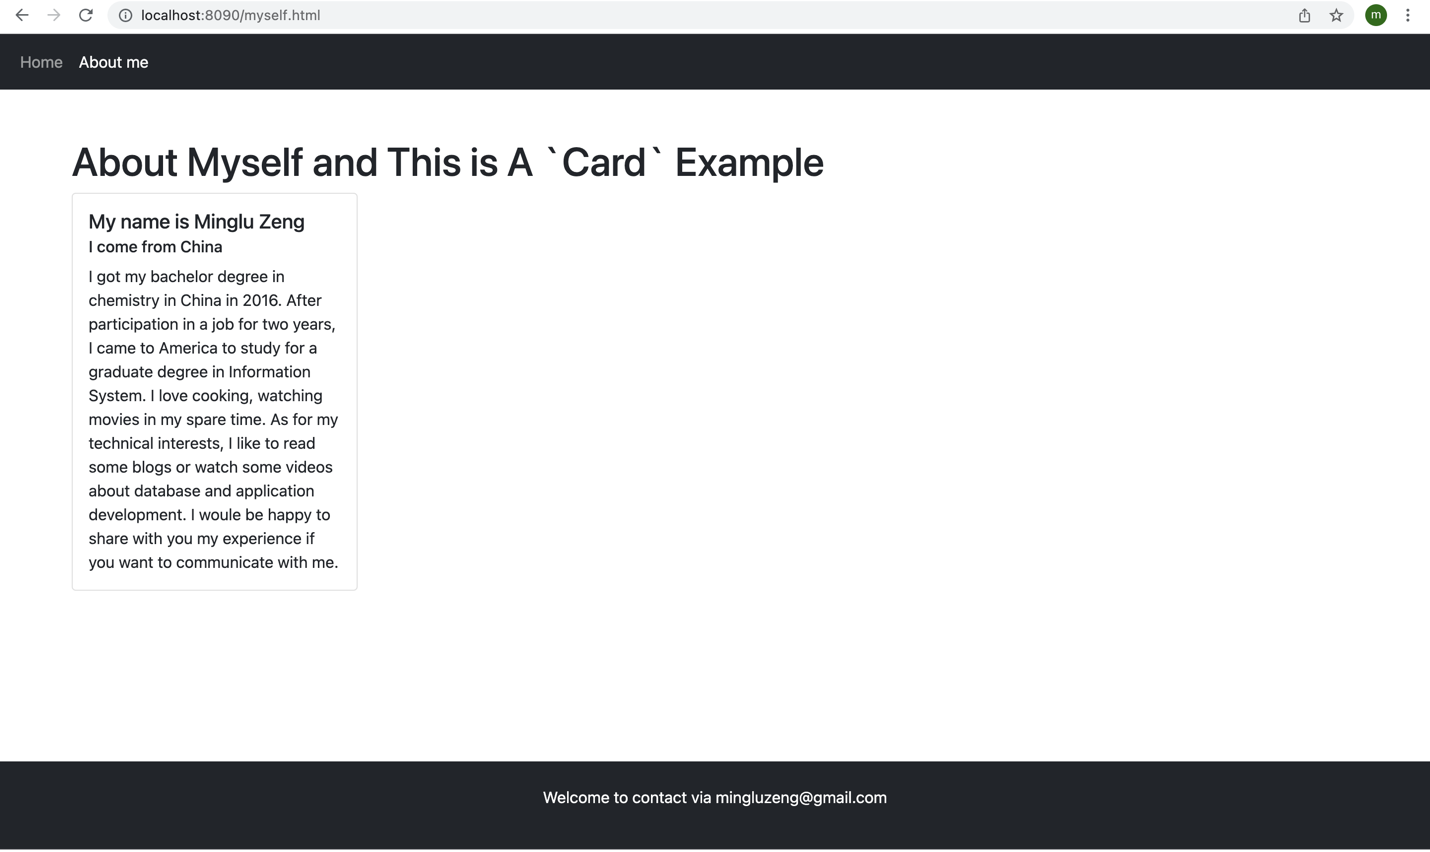 localhost:8090/myself.html
m
Home About me
About Myself and This is A `Card` Example
My name is Minglu Zeng
I come from China
I got my bachelor degree in
chemistry in China in 2016. After
participation in a job for two years,
I came to America to study for a
graduate degree in Information
System. I love cooking, watching
movies in my spare time. As for my
technical interests, I like to read
some blogs or watch some videos
about database and application
development. I woule be happy to
share with you my experience if
you want to communicate with me.
Welcome to contact via mingluzeng@gmail.com